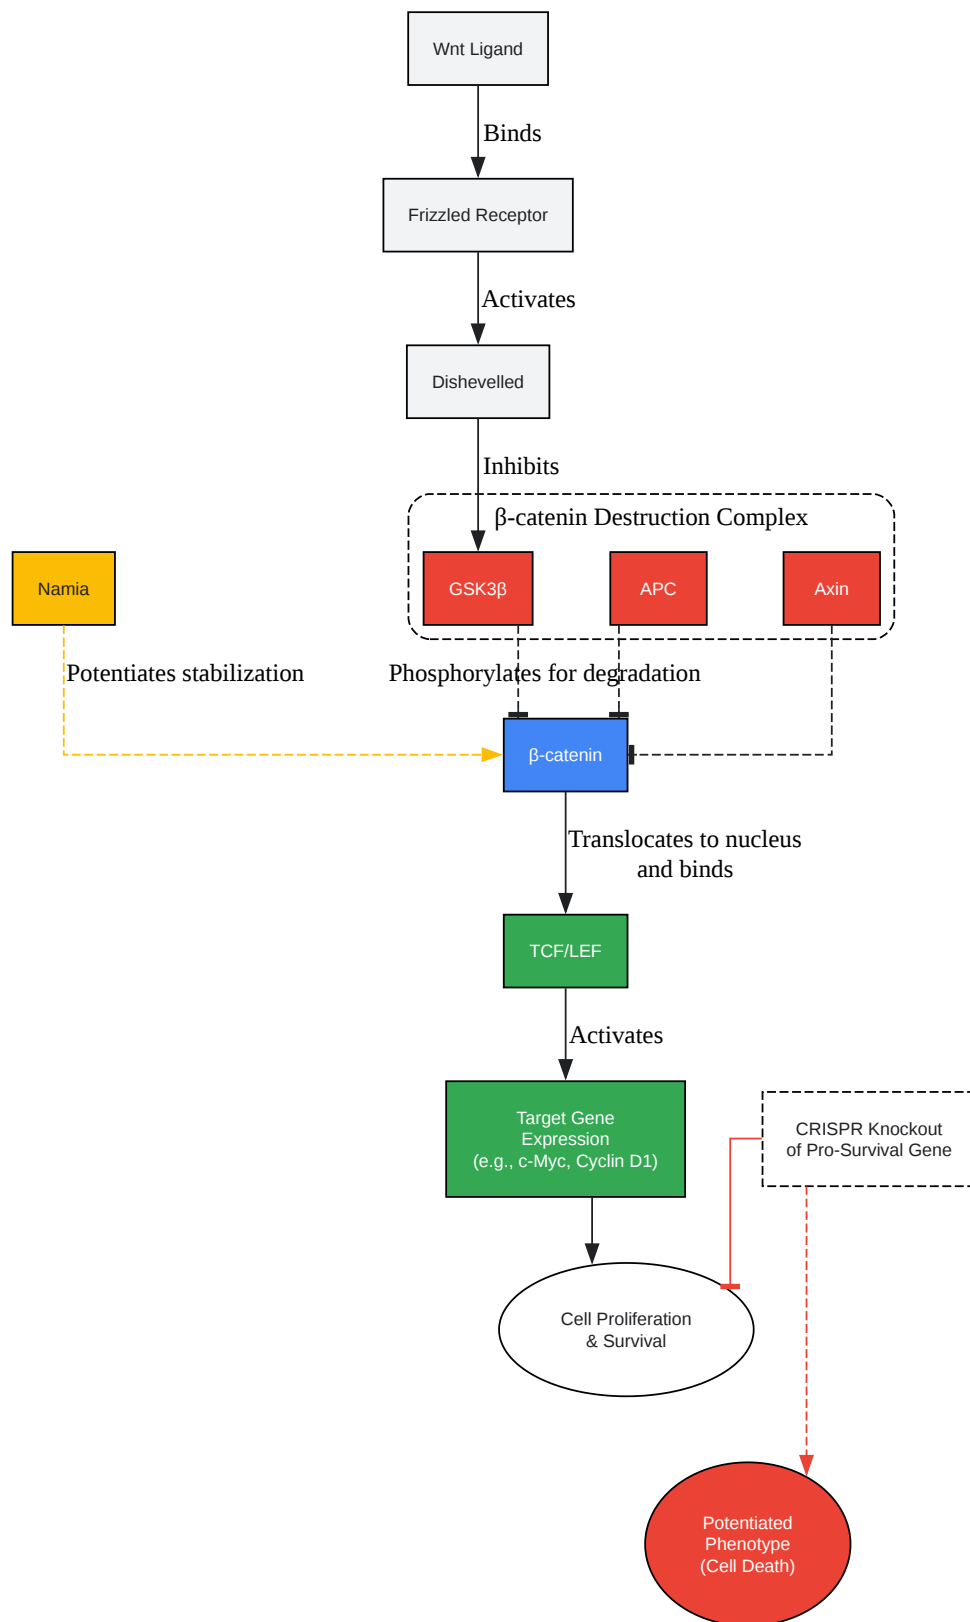 Wnt Ligand
Binds
Frizzled Receptor
Activates
Dishevelled
Inhibits
β-catenin Destruction Complex
Namia
GSK3β
APC
Axin
Potentiates stabilization
Phosphorylates for degradation
β-catenin
Translocates to nucleus
and binds
TCF/LEF
Activates
Target Gene
Expression
(e.g., c-Myc, Cyclin D1)
CRISPR Knockout
of Pro-Survival Gene
Cell Proliferation
& Survival
Potentiated
Phenotype
(Cell Death)